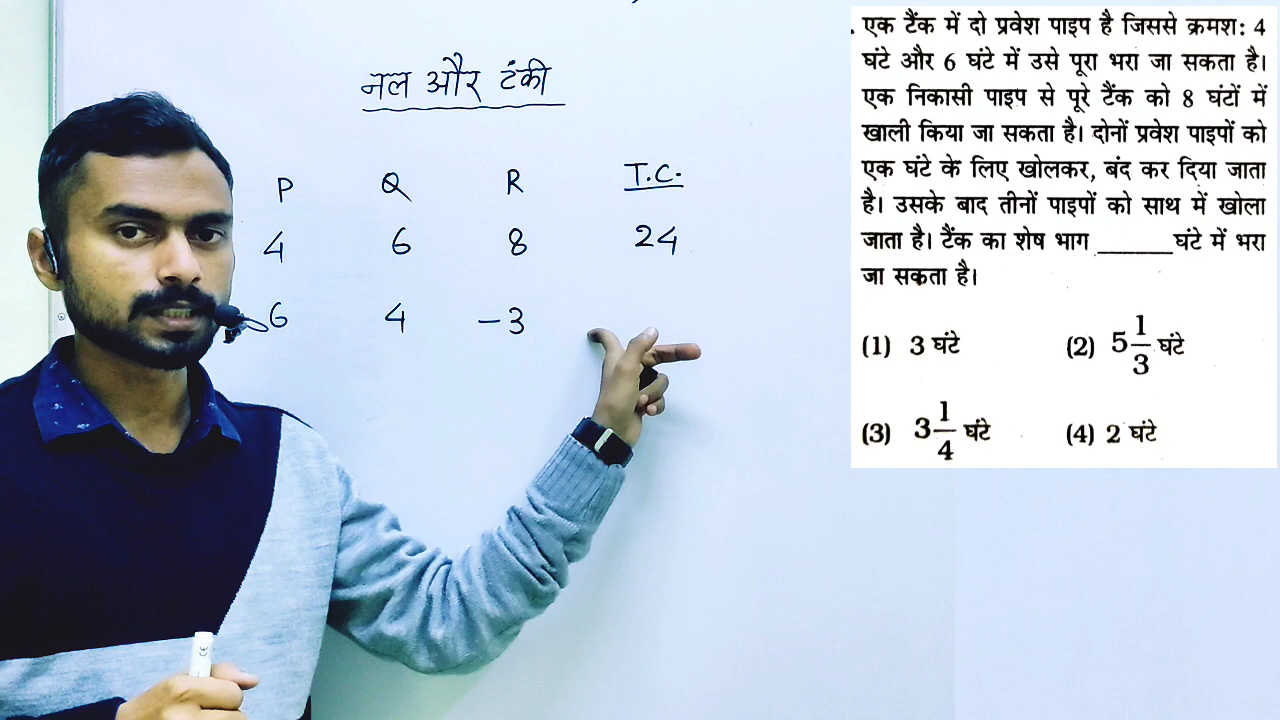 नल और टंकी
P Q R T.C.
4 6 8 24
6 4 -3
एक टैंक में दो प्रवेश पाइप है जिससे क्रमश: 4
घंटे और 6 घंटे में उसे पूरा भरा जा सकता है।
एक निकासी पाइप से पूरे टैंक को 8 घंटों में
खाली किया जा सकता है। दोनों प्रवेश पाइपों को
एक घंटे के लिए खोलकर, बंद कर दिया जाता
है। उसके बाद तीनों पाइपों को साथ में खोला
जाता है। टैंक का शेष भाग ______घंटे में भरा
जा सकता है।
(1) 3 घंटे (2) 5 1/3 घंटे
(3) 3 1/4 घंटे (4) 2 घंटे